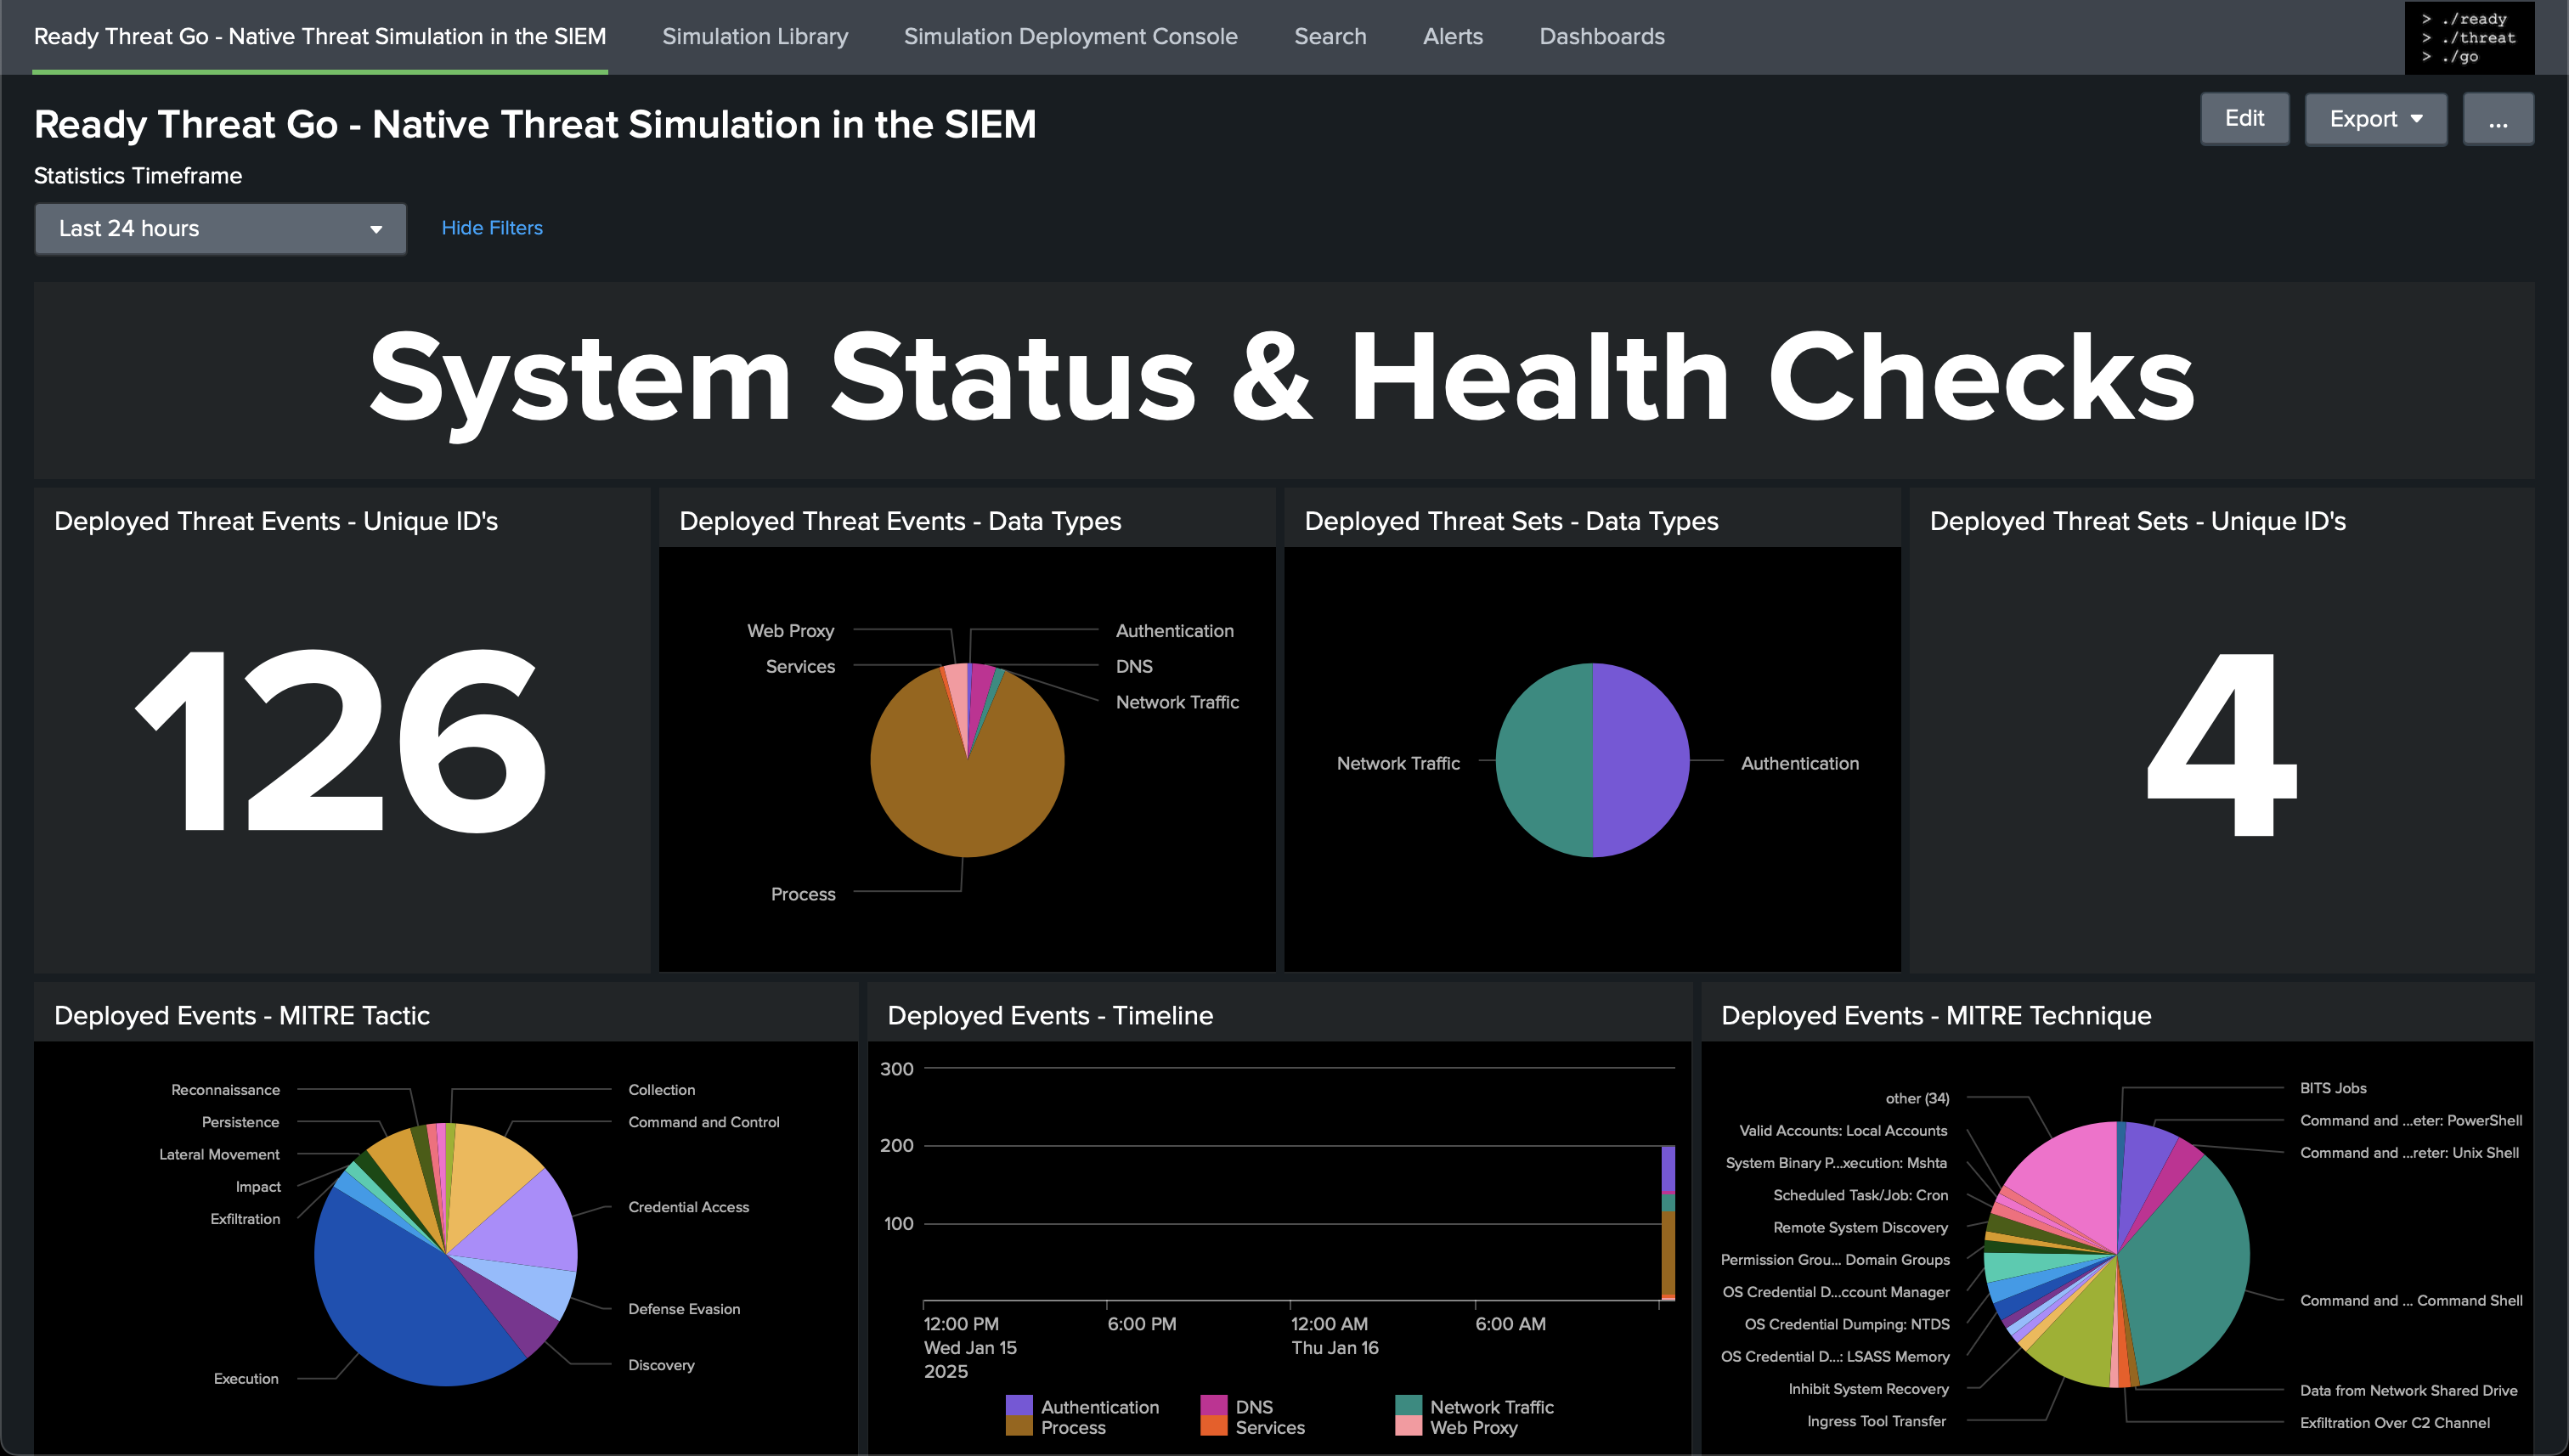 Ready Threat Go - Native Threat Simulation in the SIEM
Simulation Library
Simulation Deployment Console
Search
Alerts
Dashboards
> ./ready
> ./threat
> ./go
Ready Threat Go - Native Threat Simulation in the SIEM
Edit
Export
...
Statistics Timeframe
Last 24 hours
Hide Filters
System Status & Health Checks
Deployed Threat Events - Unique ID's
126
Deployed Threat Events - Data Types
Web Proxy
Services
Authentication
DNS
Network Traffic
Process
Deployed Threat Sets - Data Types
Network Traffic
Authentication
Deployed Threat Sets - Unique ID's
4
Deployed Events - MITRE Tactic
Reconnaissance
Persistence
Lateral Movement
Impact
Exfiltration
Execution
Collection
Command and Control
Credential Access
Defense Evasion
Discovery
Deployed Events - Timeline
300
200
100
12:00 PM
Wed Jan 15
2025
6:00 PM
12:00 AM
Thu Jan 16
6:00 AM
Authentication
DNS
Network Traffic
Process
Services
Web Proxy
Deployed Events - MITRE Technique
other (34)
Valid Accounts: Local Accounts
System Binary P...xecution: Mshta
Scheduled Task/Job: Cron
Remote System Discovery
Permission Grou... Domain Groups
OS Credential D...ccount Manager
OS Credential Dumping: NTDS
OS Credential D...: LSASS Memory
Inhibit System Recovery
Ingress Tool Transfer
BITS Jobs
Command and ...eter: PowerShell
Command and ...reter: Unix Shell
Command and ... Command Shell
Data from Network Shared Drive
Exfiltration Over C2 Channel